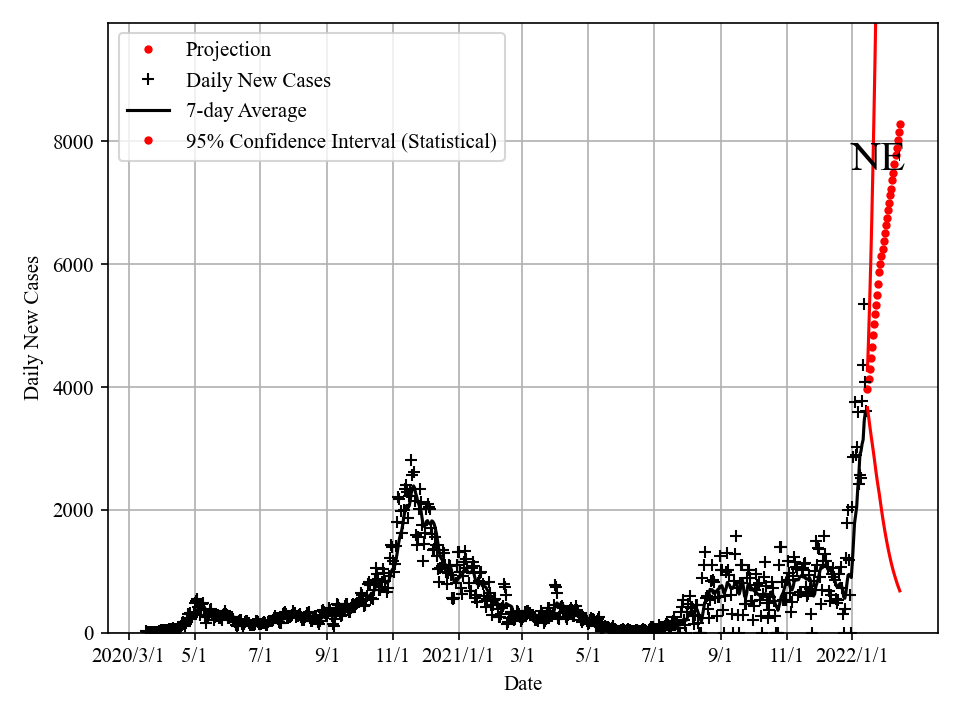 Projection
Daily New Cases
7-day Average
95% Confidence Interval (Statistical)
NE
8000
6000
4000
2000
0
Daily New Cases
2020/3/1 5/1 7/1 9/1 11/1 2021/1/1 3/1 5/1 7/1 9/1 11/1 2022/1/1
Date